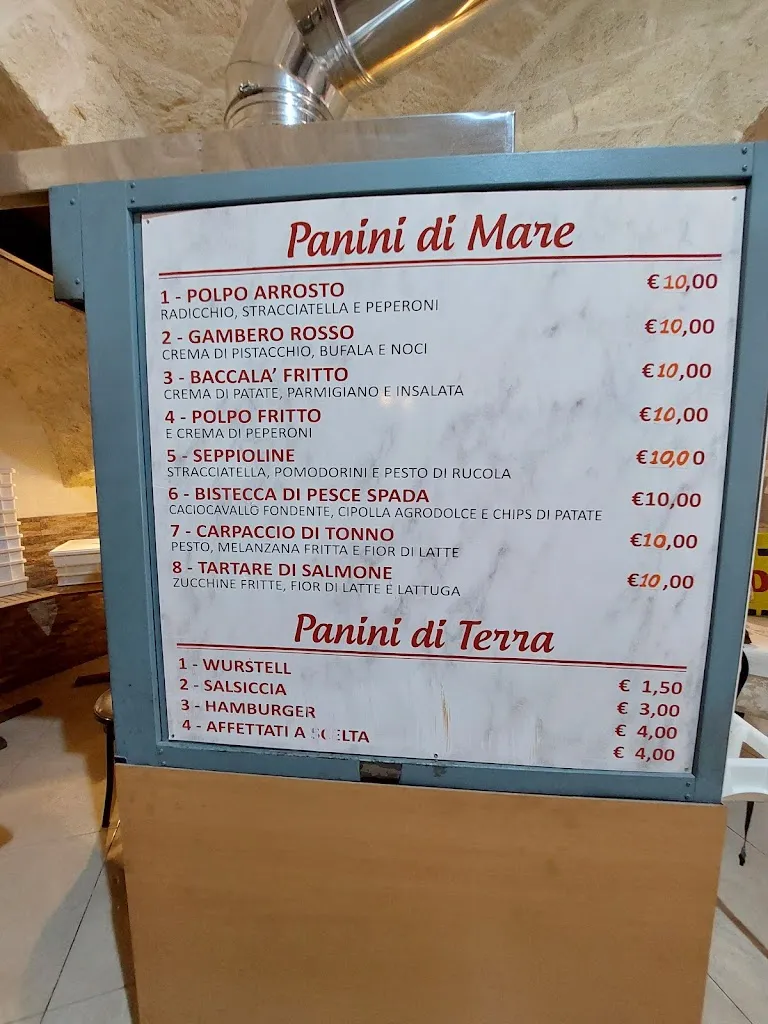 Panini di Mare
1 - POLPO ARROSTO €10,00
RADICCHIO, STRACCIATELLA E PEPERONI
2 - GAMBERO ROSSO €10,00
CREMA DI PISTACCHIO, BUFALA E NOCI
3 - BACCALA' FRITTO €10,00
CREMA DI PATATE, PARMIGIANO E INSALATA
4 - POLPO FRITTO €10,00
E CREMA DI PEPERONI
5 - SEPPIOLINE €10,00
STRACCIATELLA, POMODORINI E PESTO DI RUCOLA
6 - BISTECCA DI PESCE SPADA €10,00
CACIOCAVALLO FONDENTE, CIPOLLA AGRODOLCE E CHIPS DI PATATE
7 - CARPACCIO DI TONNO €10,00
PESTO, MELANZANA FRITTA E FIOR DI LATTE
8 - TARTARE DI SALMONE €10,00
ZUCCHINE FRITTE, FIOR DI LATTE E LATTUGA
Panini di Terra
1 - WURSTELL € 1,50
2 - SALSICCIA € 3,00
3 - HAMBURGER € 4,00
4 - AFFETTATI A SCELTA € 4,00